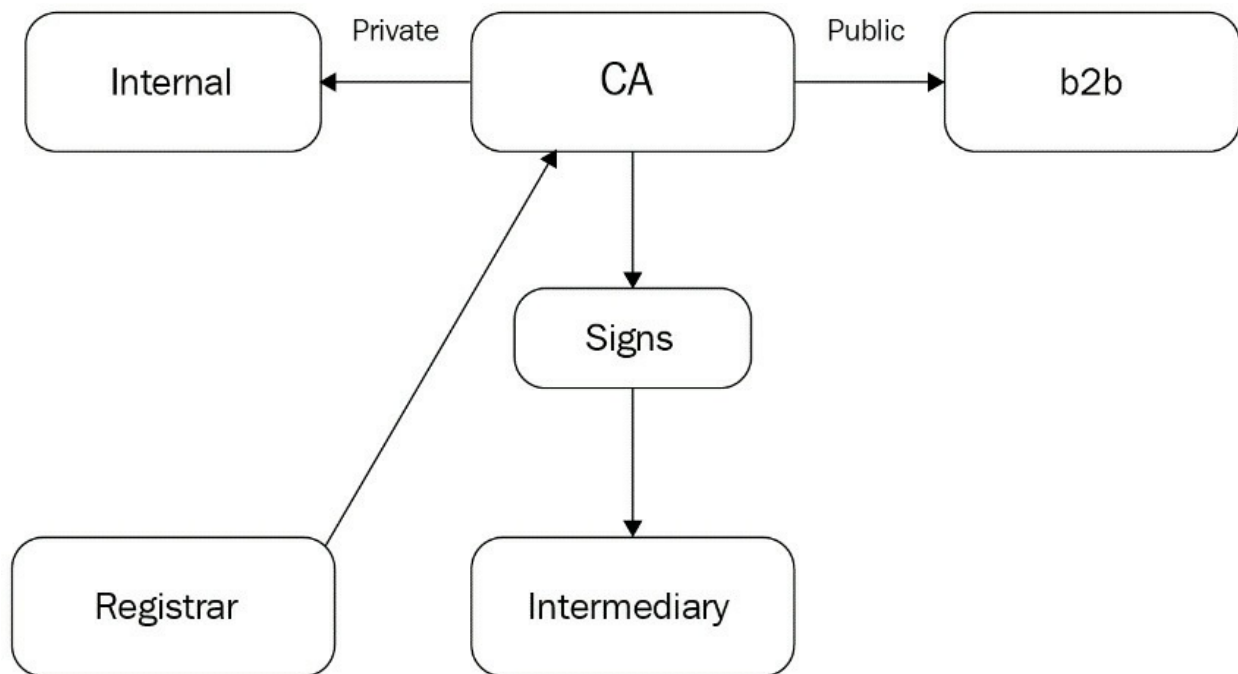 Private
Public
Internal
CA
b2b
Signs
Registrar
Intermediary